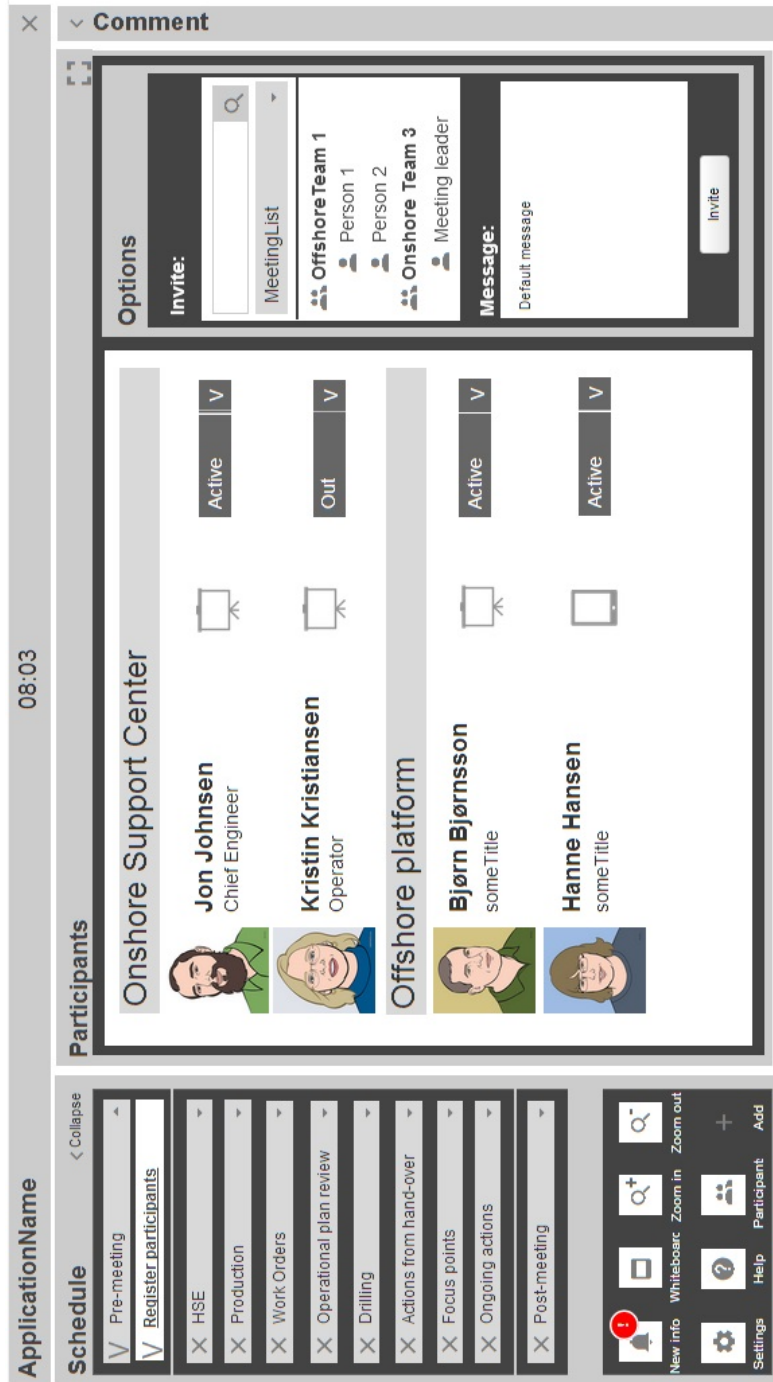 ApplicationName
08:03
Schedule
< Collapse
V Pre-meeting
V Register participants
X HSE
X Production
X Work Orders
X Operational plan review
X Drilling
X Actions from hand-over
X Focus points
X Ongoing actions
X Post-meeting
New info Whiteboarc Zoom in Zoom out
Settings Help Participant Add
Participants
Onshore Support Center
Jon Johnsen
Chief Engineer
Active V
Kristin Kristiansen
Operator
Out V
Offshore platform
Bjørn Bjørnsson
someTitle
Active V
Hanne Hansen
someTitle
Active V
Options
Invite:
MeetingList
Offshore Team 1
Person 1
Person 2
Onshore Team 3
Meeting leader
Message:
Default message
Invite
< Comment